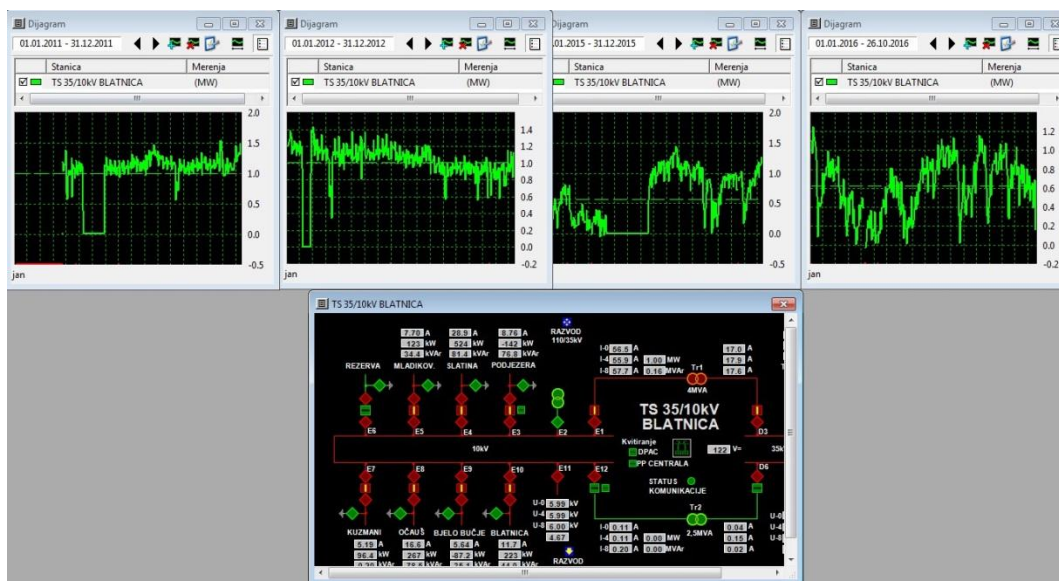 Dijagram
01.01.2011 - 31.12.2011
Stanica Merenja
TS 35/10kV BLATNICA (MW)
2.0
1.5
1.0
0.5
0.0
-0.5
jan
Dijagram
01.01.2012 - 31.12.2012
Stanica Merenja
TS 35/10kV BLATNICA (MW)
1.4
1.2
1.0
0.8
0.6
0.4
0.2
0.0
-0.2
Dijagram
.01.2015 - 31.12.2015
Stanica Merenja
TS 35/10kV BLATNICA (MW)
2.0
1.5
1.0
0.5
0.0
-0.5
Dijagram
01.01.2016 - 26.10.2016
Stanica Merenja
TS 35/10kV BLATNICA (MW)
1.2
1.0
0.8
0.6
0.4
0.2
0.0
-0.2
jan
TS 35/10kV BLATNICA
7.70 A 28.9 A 8.76 A
123 kW 524 kW -142 kW
34.4 kVAr 81.4 kVAr 76.8 kVAr
REZERVA MLADIKOV. SLATINA PODJEZERA
RAZVOD
110/35kV
I-0 56.5 A 17.0 A
I-4 55.9 A 1.00 MW 17.9 A
I-8 57.7 A 0.16 MVAr 17.6 A
Tr1
4MVA
TS 35/10kV
BLATNICA
E6 E5 E4 E3 E2 E1 D3
10kV
Kvitiranje
DPAC
PP CENTRALA
122 V=
35k
STATUS
KOMUNIKACIJE
E7 E8 E9 E10 E11 E12 D6
U-0 5.99 kV
U-4 5.99 kV
U-8 6.00 kV
4.67
Tr2
2,5MVA
I-0 0.11 A 0.04 A
I-4 0.11 A 0.00 MW 0.15 A
I-8 0.20 A 0.00 MVAr 0.02 A
U-0
U-4
U-8
KUZMANI OČAUŠ BJELO BUČJE BLATNICA
5.19 A 16.6 A 5.64 A 11.7 A
96.4 kW 267 kW -87.2 kW 223 kW
RAZVOD